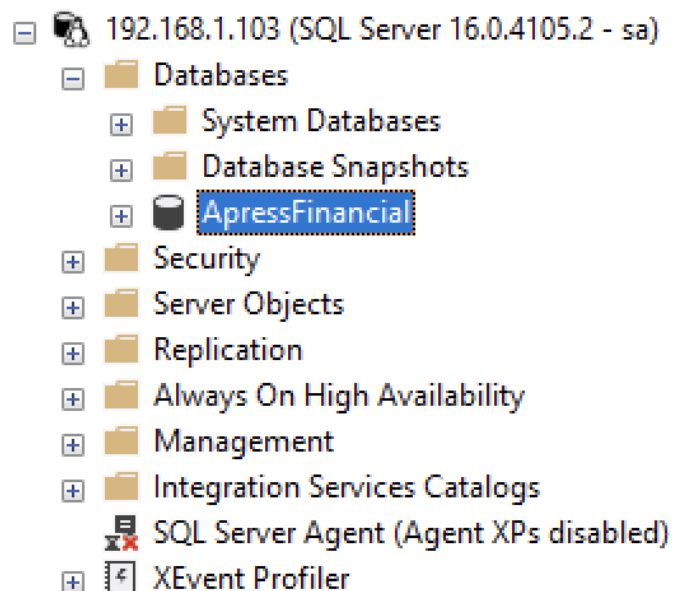 192.168.1.103 (SQL Server 16.0.4105.2 - sa)
Databases
System Databases
Database Snapshots
ApressFinancial
Security
Server Objects
Replication
Always On High Availability
Management
Integration Services Catalogs
SQL Server Agent (Agent XPs disabled)
XEvent Profiler